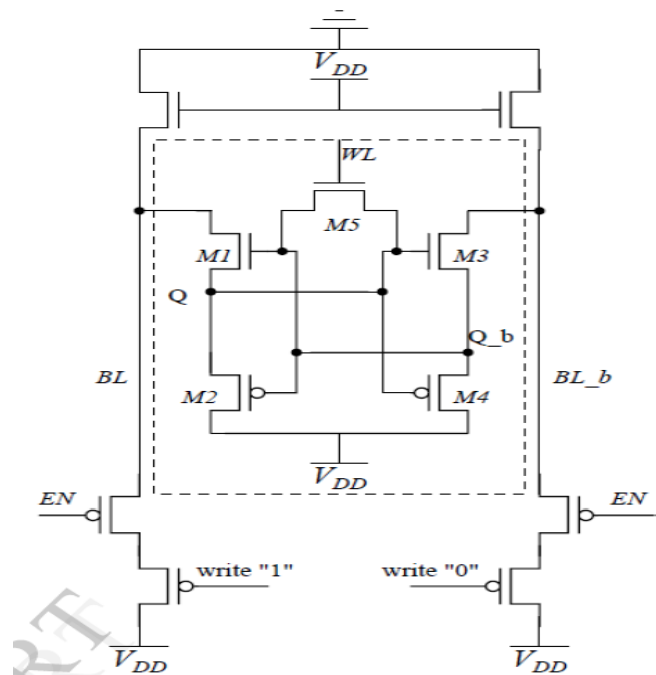 V_DD
WL
M5
M1 M3
Q
Q_b
BL M2 M4 BL_b
V_DD
EN EN
write "1" write "0"
V_DD V_DD
RT